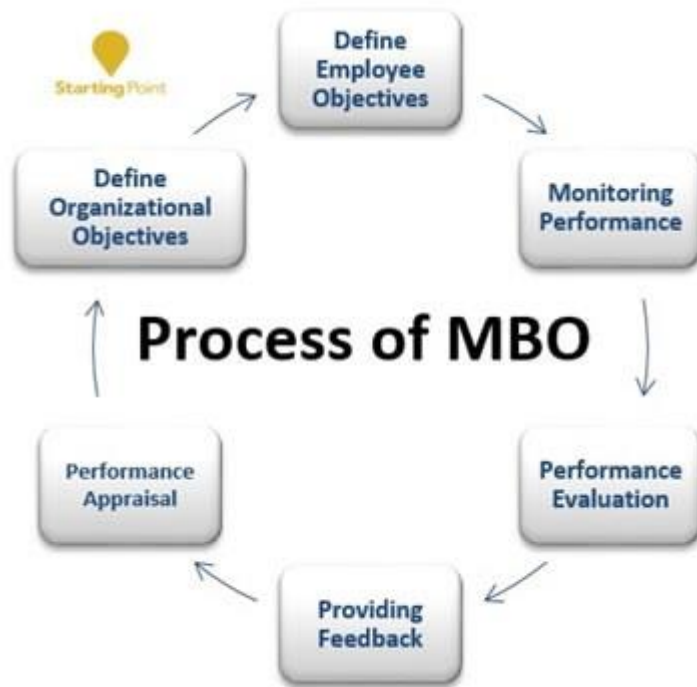 Starting Point
Define
Employee
Objectives
Define
Organizational
Objectives
Monitoring
Performance
Process of MBO
Performance
Appraisal
Performance
Evaluation
Providing
Feedback